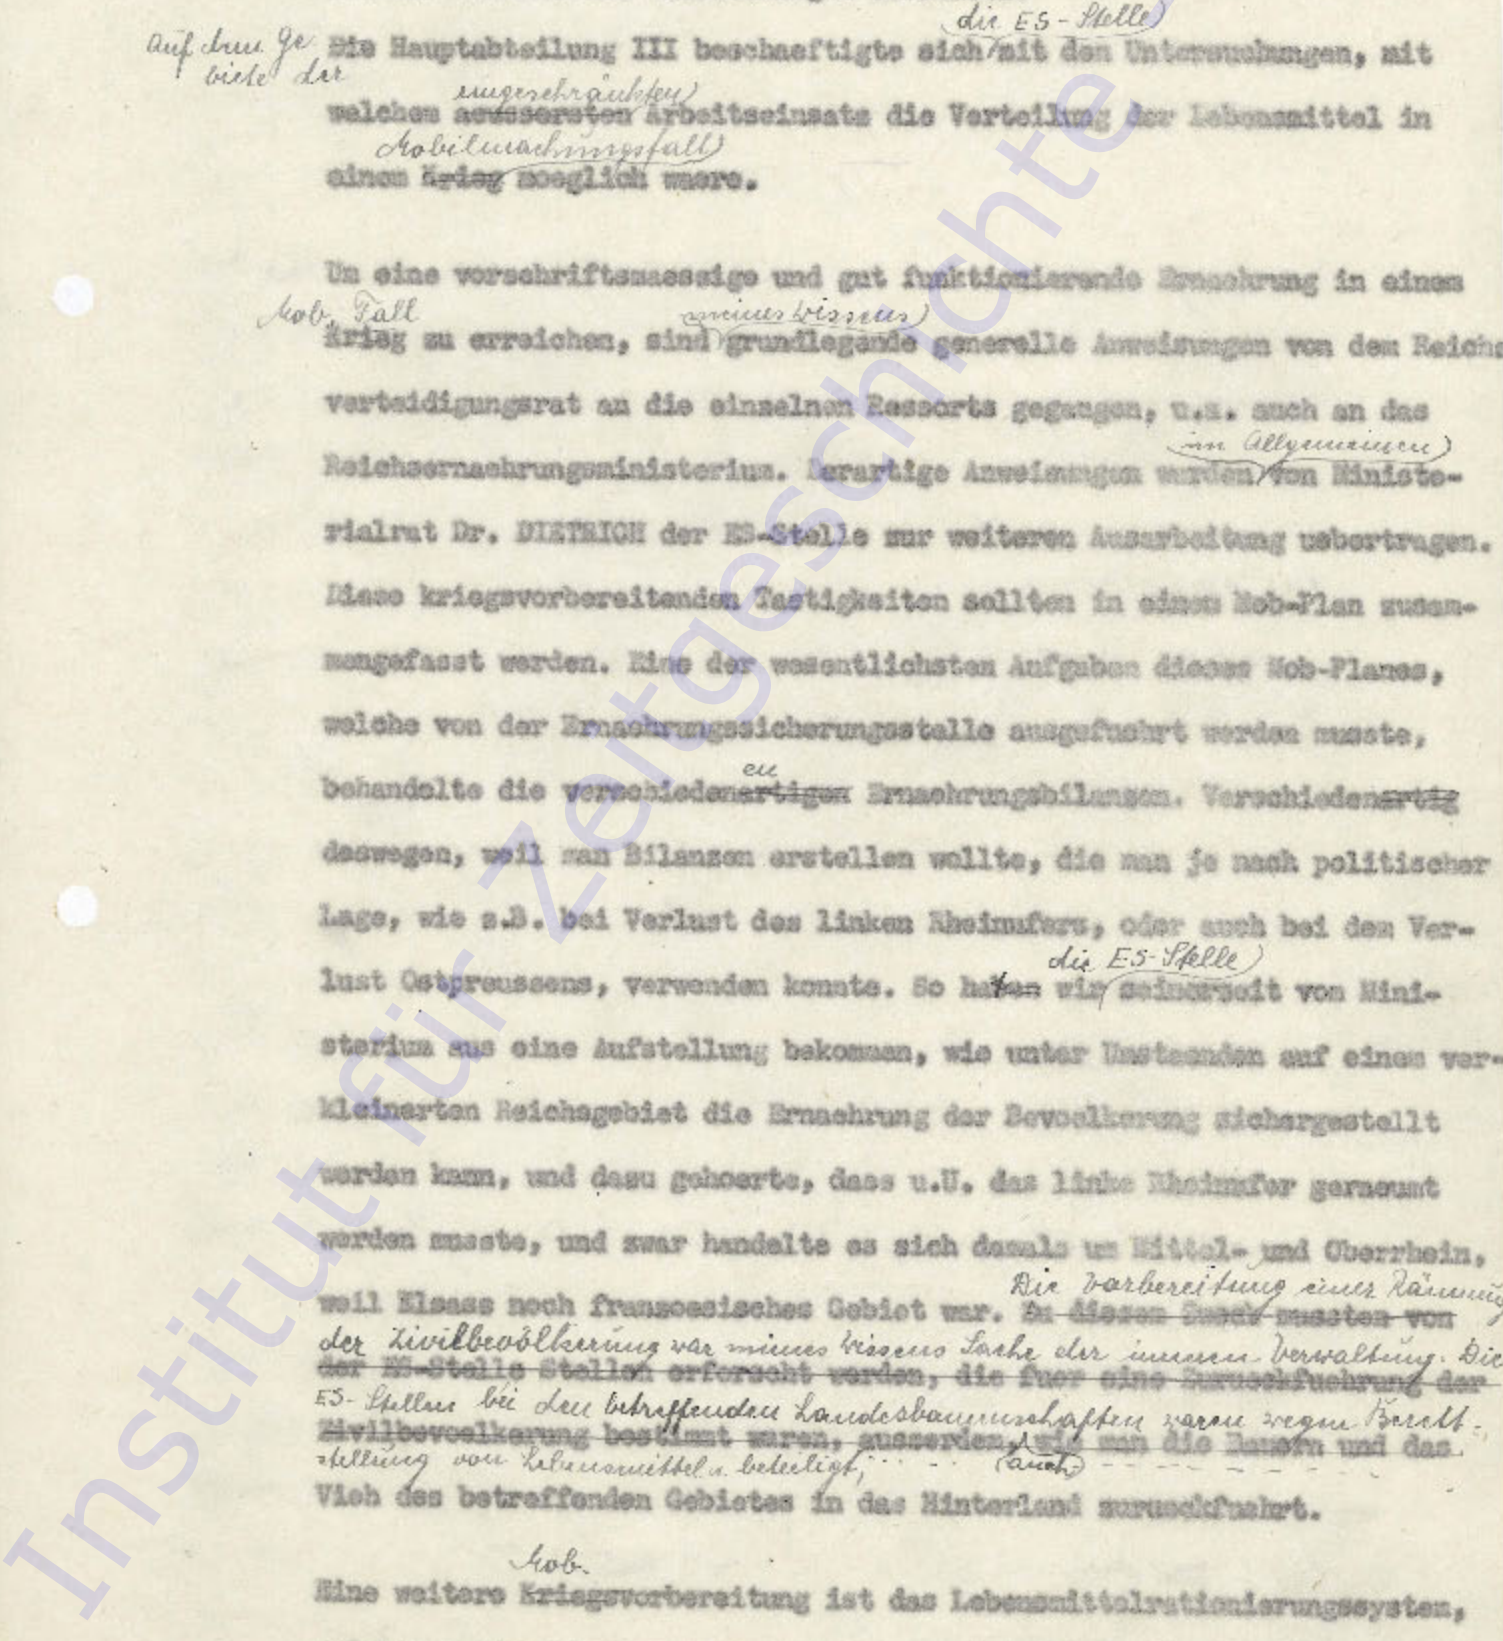 die ES-Stelle
Auf dem Ge Die Hauptabteilung III beschaeftigte sich mit den Untersuchungen, mit
biete der
eingeschränkten
welchem aeussersten Arbeitseinsatz die Verteilung der Lebensmittel in
Mobilmachungsfall
einem Krieg moeglich waere.
Um eine vorschriftsmaessige und gut funktionierende Ernaehrung in einem
Mob. Fall meines Wissens
Krieg zu erreichen, sind grundlegende generelle Anweisungen von dem Reichs
verteidigungsrat an die einzelnen Ressorts gegangen, u.a. auch an das
im Allgemeinen
Reichsernaehrungsministerium. Derartige Anweisungen wurden von Ministe-
rialrat Dr. DIETRICH der ES-Stelle zur weiteren Ausarbeitung uebertragen.
Diese kriegsvorbereitenden Taetigkeiten sollten in einem Mob-Plan zusam-
mengefasst werden. Eine der wesentlichsten Aufgaben dieses Mob-Planes,
welche von der Ernaehrungssicherungsstelle ausgefuehrt werden musste,
en
behandelte die verschiedenartigen Ernaehrungsbilanzen. Verschiedenartig
deswegen, weil man Bilanzen erstellen wollte, die man je nach politischer
Lage, wie z.B. bei Verlust des linken Rheinufers, oder auch bei dem Ver-
die ES-Stelle
lust Ostpreussens, verwenden konnte. So haben wir seinerzeit vom Mini-
sterium aus eine Aufstellung bekommen, wie unter Umstaenden auf einem ver-
kleinerten Reichsgebiet die Ernaehrung der Bevoelkerung sichergestellt
werden kann, und dazu gehoerte, dass u.U. das linke Rheinufer geraeumt
werden musste, und zwar handelte es sich damals um Mittel- und Oberrhein,
Die Vorbereitung einer Räumung
weil Elsass noch franzoesisches Gebiet war. Zu diesem Zweck mussten von
der Zivilbevölkerung war meines Wissens Sache der inneren Verwaltung. Die
der ES-Stelle Stellen erforscht werden, die fuer eine Zurueckfuehrung der
ES-Stellen bei den betreffenden Landesbauernschaften waren wegen Bereit-
Zivilbevoelkerung bestimmt waren, ausserdem, wie man die Bauern und das
stellung von Lebensmitteln beteiligt, auch
Vieh des betreffenden Gebietes in das Hinterland zurueckfuehrt.
Mob.
Eine weitere Kriegsvorbereitung ist das Lebensmittelrationierungssystem,
Institut für Zeitgeschichte